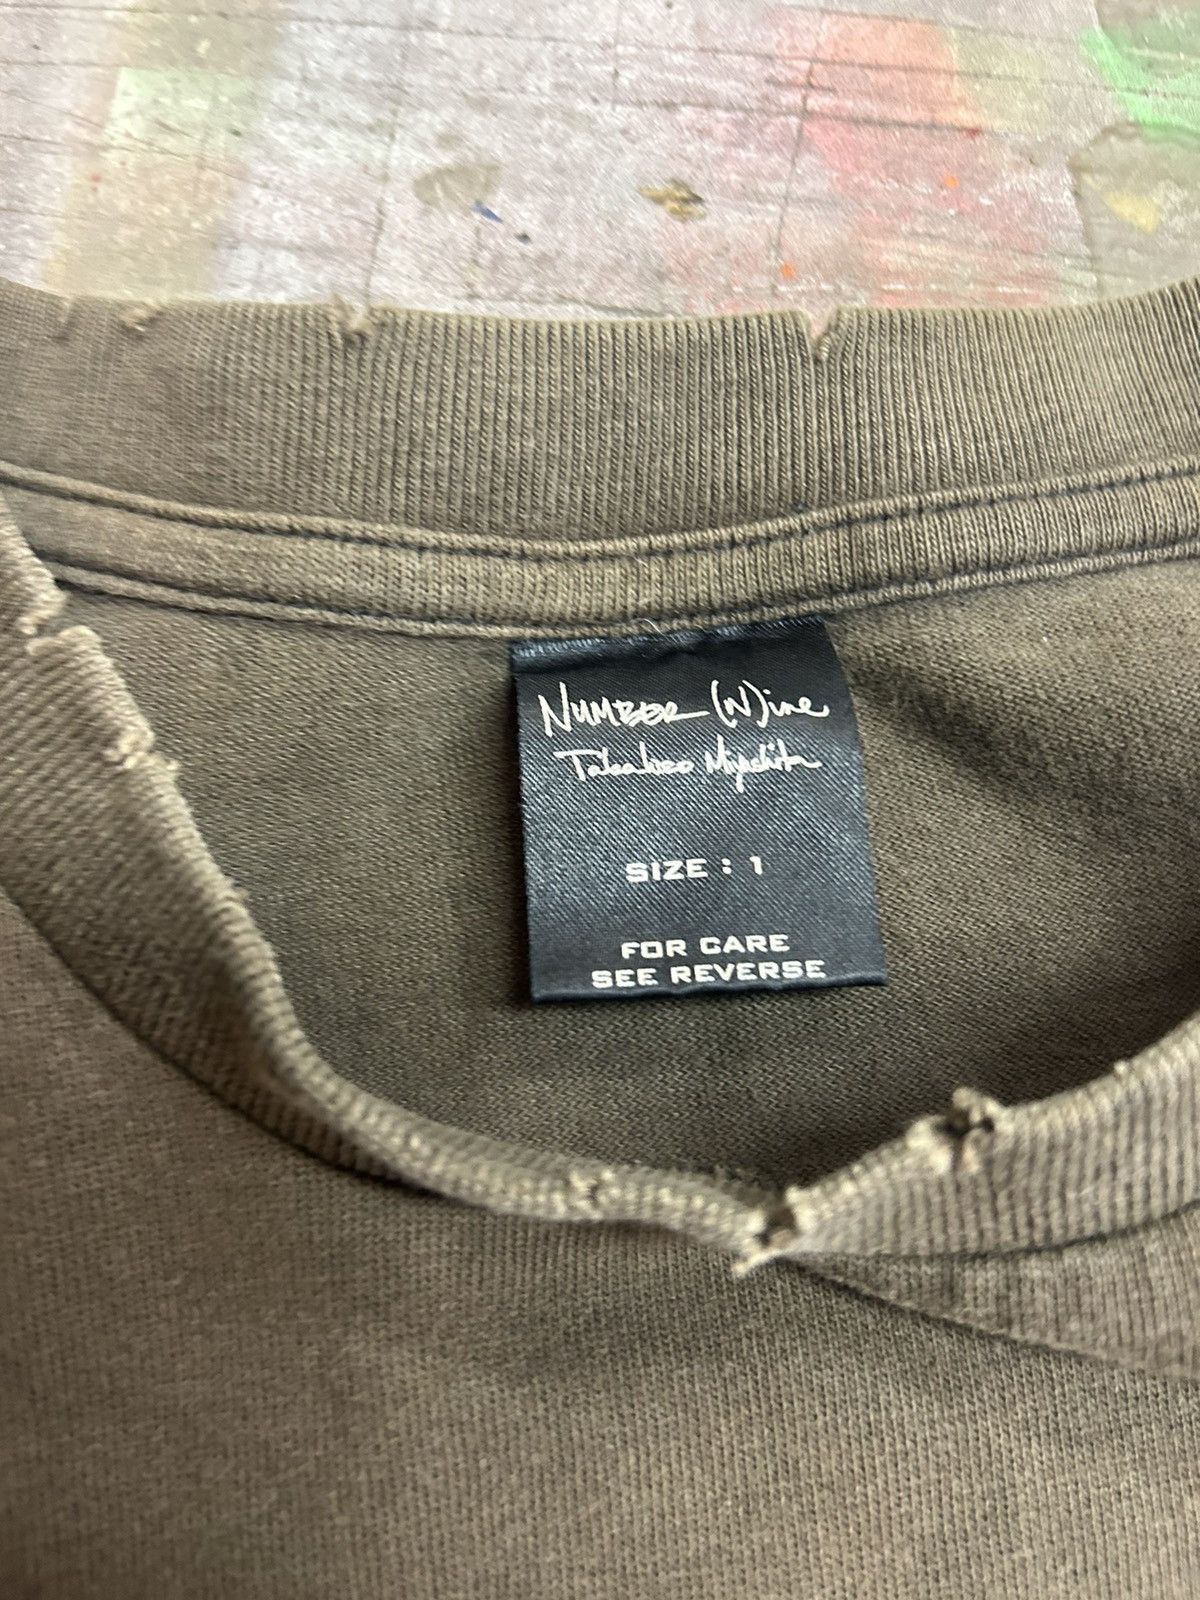 NUMBER (N)ine
Takahiro Miyashita
SIZE : 1
FOR CARE
SEE REVERSE